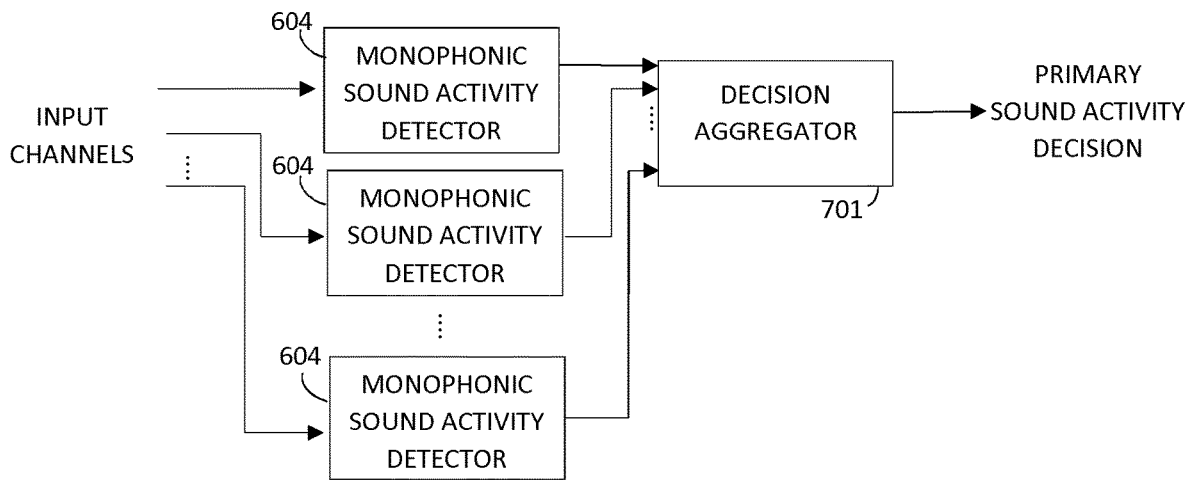 604
MONOPHONIC
SOUND ACTIVITY
DETECTOR
INPUT
CHANNELS
604
MONOPHONIC
SOUND ACTIVITY
DETECTOR
604
MONOPHONIC
SOUND ACTIVITY
DETECTOR
DECISION
AGGREGATOR
701
PRIMARY
SOUND ACTIVITY
DECISION